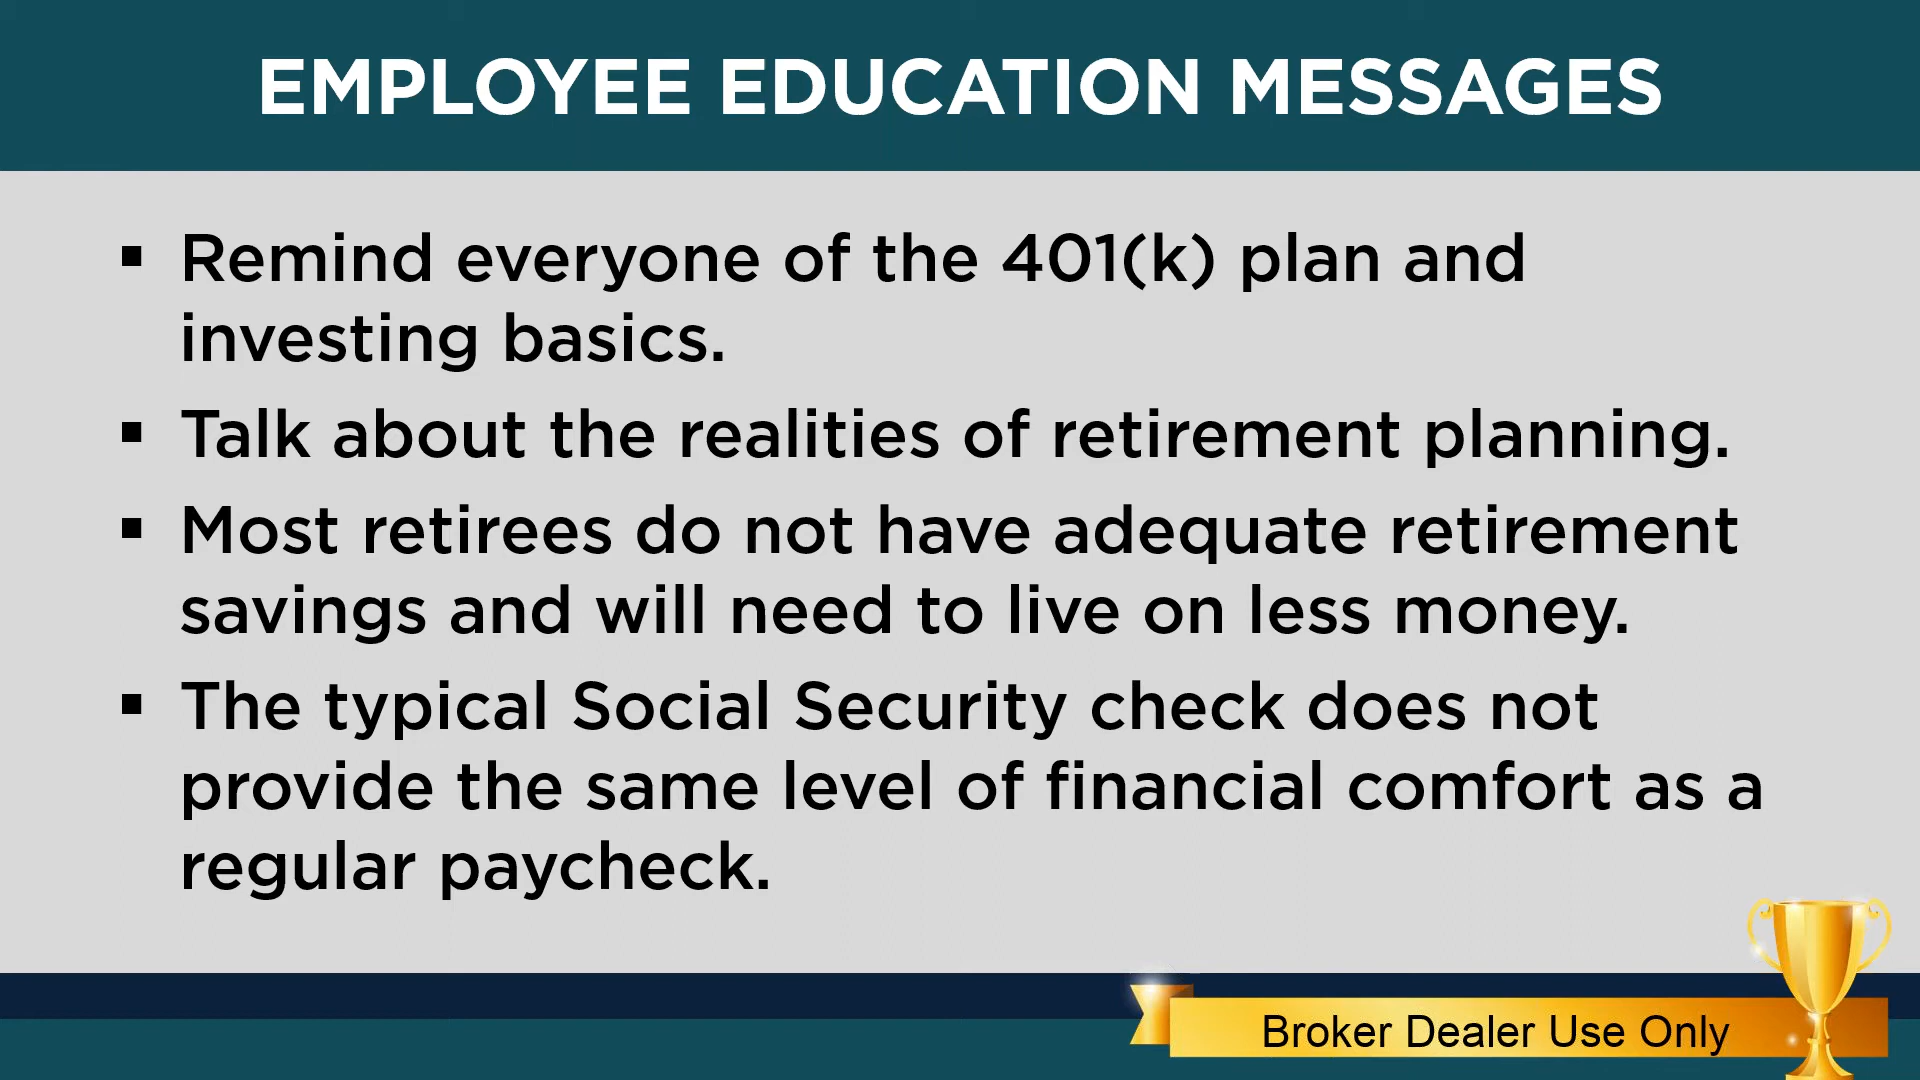 EMPLOYEE EDUCATION MESSAGES
▪ Remind everyone of the 401(k) plan and
investing basics.
▪ Talk about the realities of retirement planning.
▪ Most retirees do not have adequate retirement
savings and will need to live on less money.
▪ The typical Social Security check does not
provide the same level of financial comfort as a
regular paycheck.
Broker Dealer Use Only